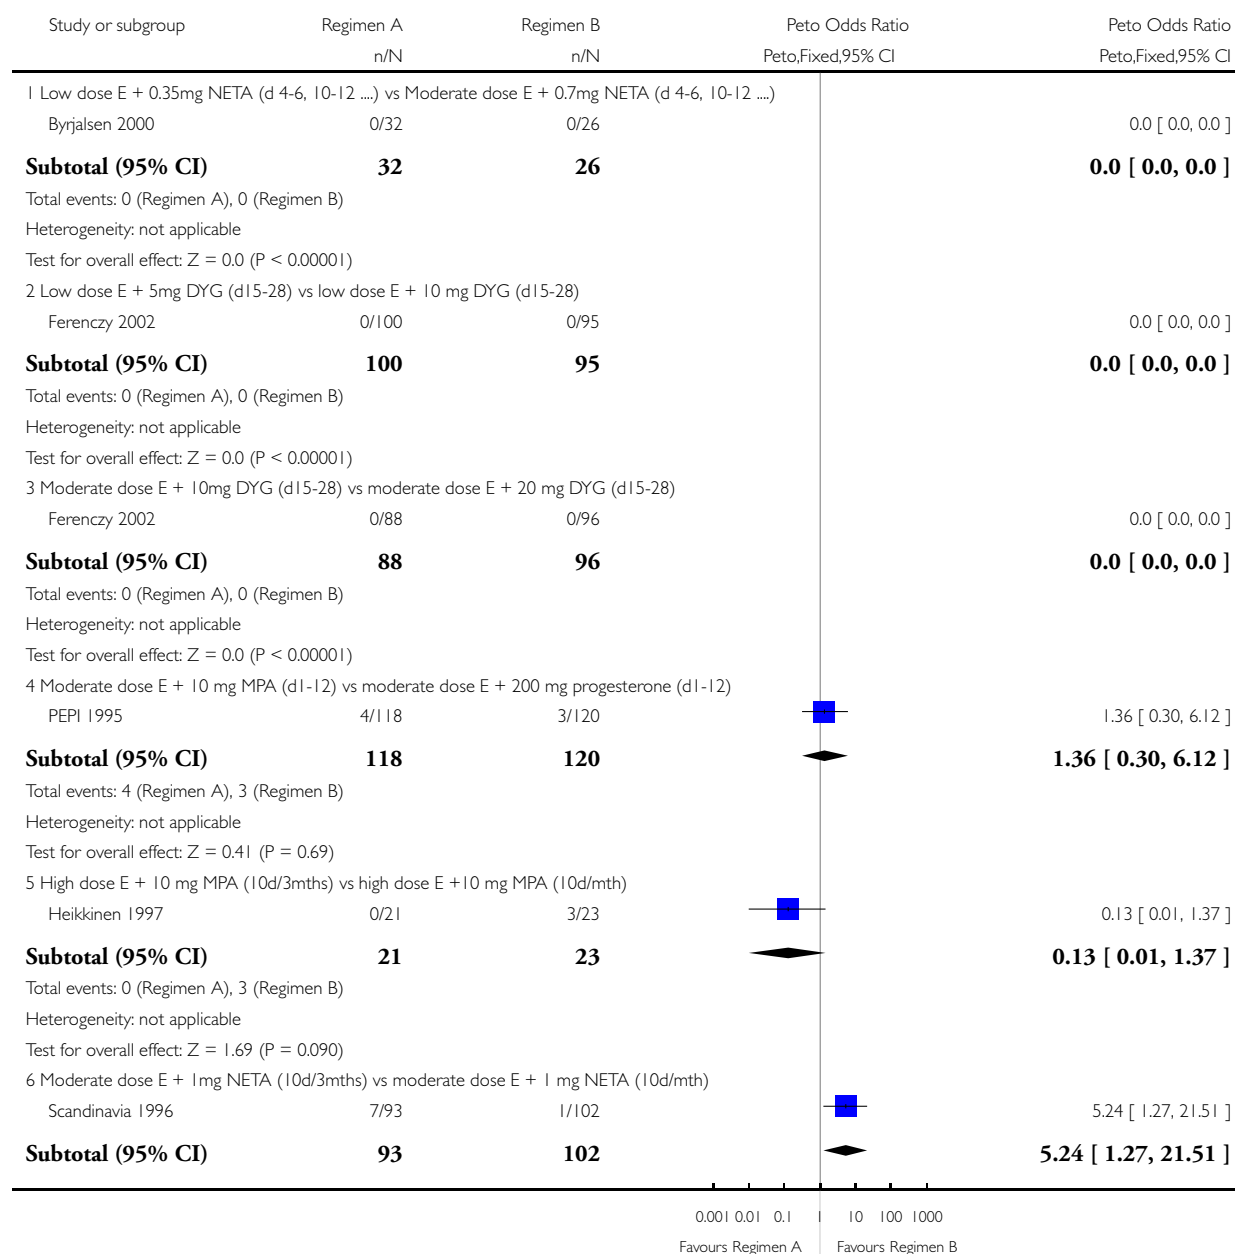 Study or subgroup Regimen A Regimen B Peto Odds Ratio Peto Odds Ratio
n/N n/N Peto,Fixed,95% CI Peto,Fixed,95% CI
1 Low dose E + 0.35mg NETA (d 4-6, 10-12 ....) vs Moderate dose E + 0.7mg NETA (d 4-6, 10-12 ....)
Byrjalsen 2000 0/32 0/26 0.0 [ 0.0, 0.0 ]
Subtotal (95% CI) 32 26 0.0 [ 0.0, 0.0 ]
Total events: 0 (Regimen A), 0 (Regimen B)
Heterogeneity: not applicable
Test for overall effect: Z = 0.0 (P < 0.00001)
2 Low dose E + 5mg DYG (d15-28) vs low dose E + 10 mg DYG (d15-28)
Ferenczy 2002 0/100 0/95 0.0 [ 0.0, 0.0 ]
Subtotal (95% CI) 100 95 0.0 [ 0.0, 0.0 ]
Total events: 0 (Regimen A), 0 (Regimen B)
Heterogeneity: not applicable
Test for overall effect: Z = 0.0 (P < 0.00001)
3 Moderate dose E + 10mg DYG (d15-28) vs moderate dose E + 20 mg DYG (d15-28)
Ferenczy 2002 0/88 0/96 0.0 [ 0.0, 0.0 ]
Subtotal (95% CI) 88 96 0.0 [ 0.0, 0.0 ]
Total events: 0 (Regimen A), 0 (Regimen B)
Heterogeneity: not applicable
Test for overall effect: Z = 0.0 (P < 0.00001)
4 Moderate dose E + 10 mg MPA (d1-12) vs moderate dose E + 200 mg progesterone (d1-12)
PEPI 1995 4/118 3/120 1.36 [ 0.30, 6.12 ]
Subtotal (95% CI) 118 120 1.36 [ 0.30, 6.12 ]
Total events: 4 (Regimen A), 3 (Regimen B)
Heterogeneity: not applicable
Test for overall effect: Z = 0.41 (P = 0.69)
5 High dose E + 10 mg MPA (10d/3mths) vs high dose E +10 mg MPA (10d/mth)
Heikkinen 1997 0/21 3/23 0.13 [ 0.01, 1.37 ]
Subtotal (95% CI) 21 23 0.13 [ 0.01, 1.37 ]
Total events: 0 (Regimen A), 3 (Regimen B)
Heterogeneity: not applicable
Test for overall effect: Z = 1.69 (P = 0.090)
6 Moderate dose E + 1mg NETA (10d/3mths) vs moderate dose E + 1 mg NETA (10d/mth)
Scandinavia 1996 7/93 1/102 5.24 [ 1.27, 21.51 ]
Subtotal (95% CI) 93 102 5.24 [ 1.27, 21.51 ]
0.001 0.01 0.1 1 10 100 1000
Favours Regimen A Favours Regimen B